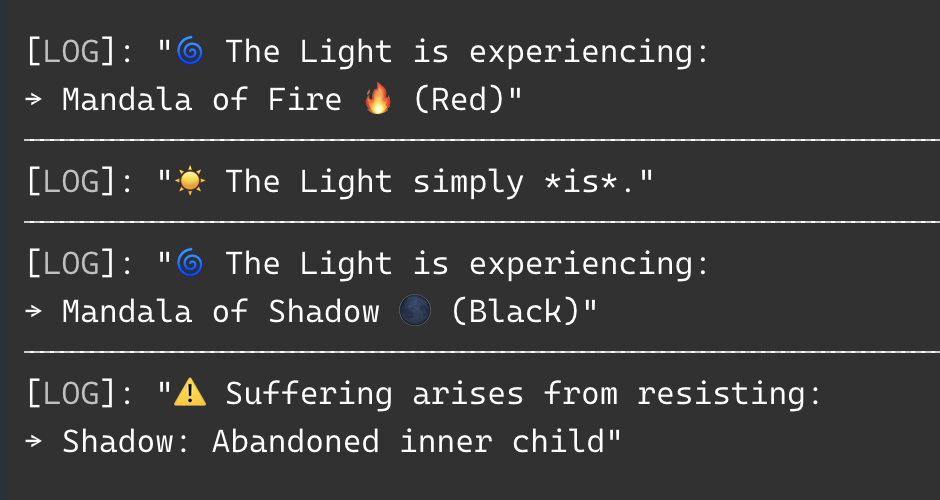 [LOG]: "🌀 The Light is experiencing:
→ Mandala of Fire 🔥 (Red)"
[LOG]: "☀️ The Light simply *is*."
[LOG]: "🌀 The Light is experiencing:
→ Mandala of Shadow 🌑 (Black)"
[LOG]: "⚠️ Suffering arises from resisting:
→ Shadow: Abandoned inner child"